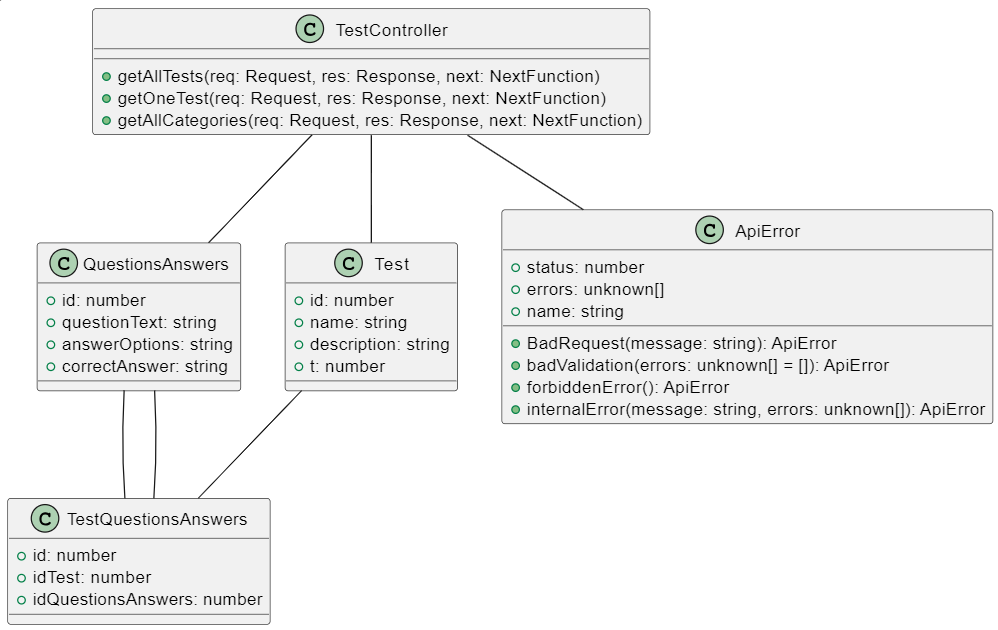 C TestController
getAllTests(req: Request, res: Response, next: NextFunction)
getOneTest(req: Request, res: Response, next: NextFunction)
getAllCategories(req: Request, res: Response, next: NextFunction)
C QuestionsAnswers
id: number
questionText: string
answerOptions: string
correctAnswer: string
C Test
id: number
name: string
description: string
t: number
C ApiError
status: number
errors: unknown[]
name: string
BadRequest(message: string): ApiError
badValidation(errors: unknown[] = []): ApiError
forbiddenError(): ApiError
internalError(message: string, errors: unknown[]): ApiError
C TestQuestionsAnswers
id: number
idTest: number
idQuestionsAnswers: number